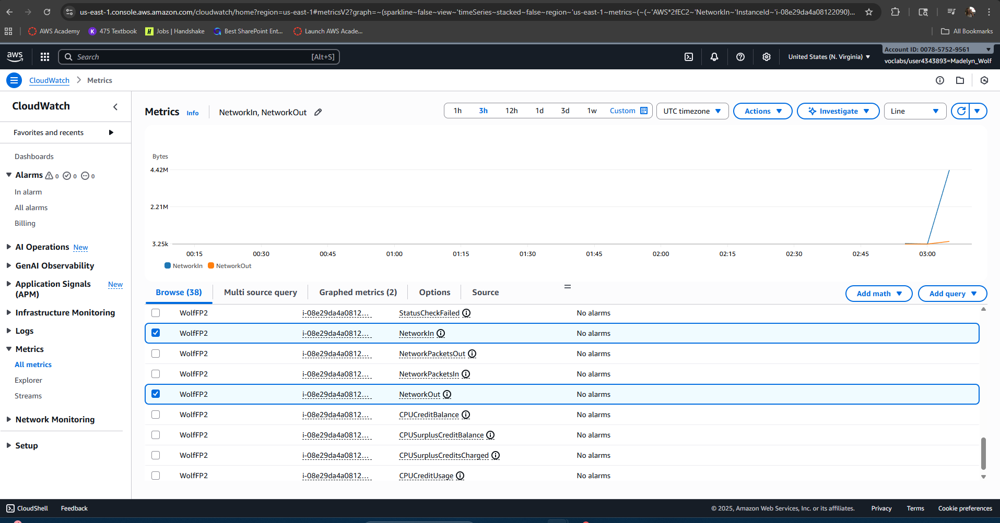 us-east-1.console.aws.amazon.com/cloudwatch/home?region=us-east-1#metricsV2?graph=~(sparkline~false~view~'timeSeries~stacked~false~region~'us-east-1~metrics~(~(~'AWS*2fEC2~'NetworkIn~'InstanceId~'i-08e29da4a08122090)...
AWS Academy
475 Textbook
Jobs | Handshake
Best SharePoint Ent...
Launch AWS Acade...
All Bookmarks
aws
Search
[Alt+S]
United States (N. Virginia)
Account ID: 0078-5752-9561
voclabs/user4343893=Madelyn_Wolf
CloudWatch
Metrics
CloudWatch
Favorites and recents
Dashboards
Alarms 0 0 0
In alarm
All alarms
Billing
AI Operations New
GenAI Observability
Application Signals New
(APM)
Infrastructure Monitoring
Logs
Metrics
All metrics
Explorer
Streams
Network Monitoring
Setup
Metrics Info
NetworkIn, NetworkOut
1h 3h 12h 1d 3d 1w Custom
UTC timezone
Actions
Investigate
Line
Bytes
4.42M
2.21M
3.25k
00:15 00:30 00:45 01:00 01:15 01:30 01:45 02:00 02:15 02:30 02:45 03:00
NetworkIn NetworkOut
Browse (38) Multi source query Graphed metrics (2) Options Source
Add math Add query
WolfFP2 i-08e29da4a0812... StatusCheckFailed No alarms
WolfFP2 i-08e29da4a0812... NetworkIn No alarms
WolfFP2 i-08e29da4a0812... NetworkPacketsOut No alarms
WolfFP2 i-08e29da4a0812... NetworkPacketsIn No alarms
WolfFP2 i-08e29da4a0812... NetworkOut No alarms
WolfFP2 i-08e29da4a0812... CPUCreditBalance No alarms
WolfFP2 i-08e29da4a0812... CPUSurplusCreditBalance No alarms
WolfFP2 i-08e29da4a0812... CPUSurplusCreditsCharged No alarms
WolfFP2 i-08e29da4a0812... CPUCreditUsage No alarms
CloudShell Feedback
© 2025, Amazon Web Services, Inc. or its affiliates. Privacy Terms Cookie preferences